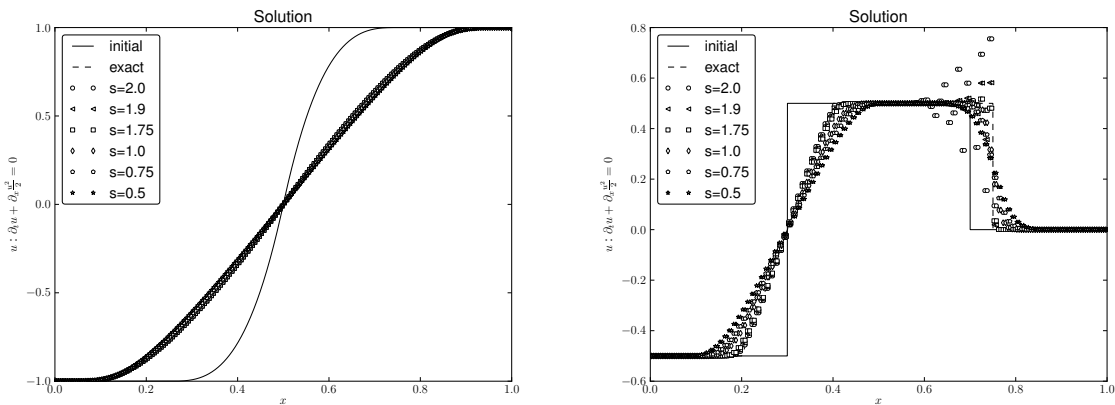 Solution
1.0
0.5
0.0
−0.5
−1.0
0.0 0.2 0.4 0.6 0.8 1.0
x
u : ∂ₜu + ∂ₓ u²/2 = 0
initial
exact
s=2.0
s=1.9
s=1.75
s=1.0
s=0.75
s=0.5
Solution
0.8
0.6
0.4
0.2
0.0
−0.2
−0.4
−0.6
0.0 0.2 0.4 0.6 0.8 1.0
x
u : ∂ₜu + ∂ₓ u²/2 = 0
initial
exact
s=2.0
s=1.9
s=1.75
s=1.0
s=0.75
s=0.5